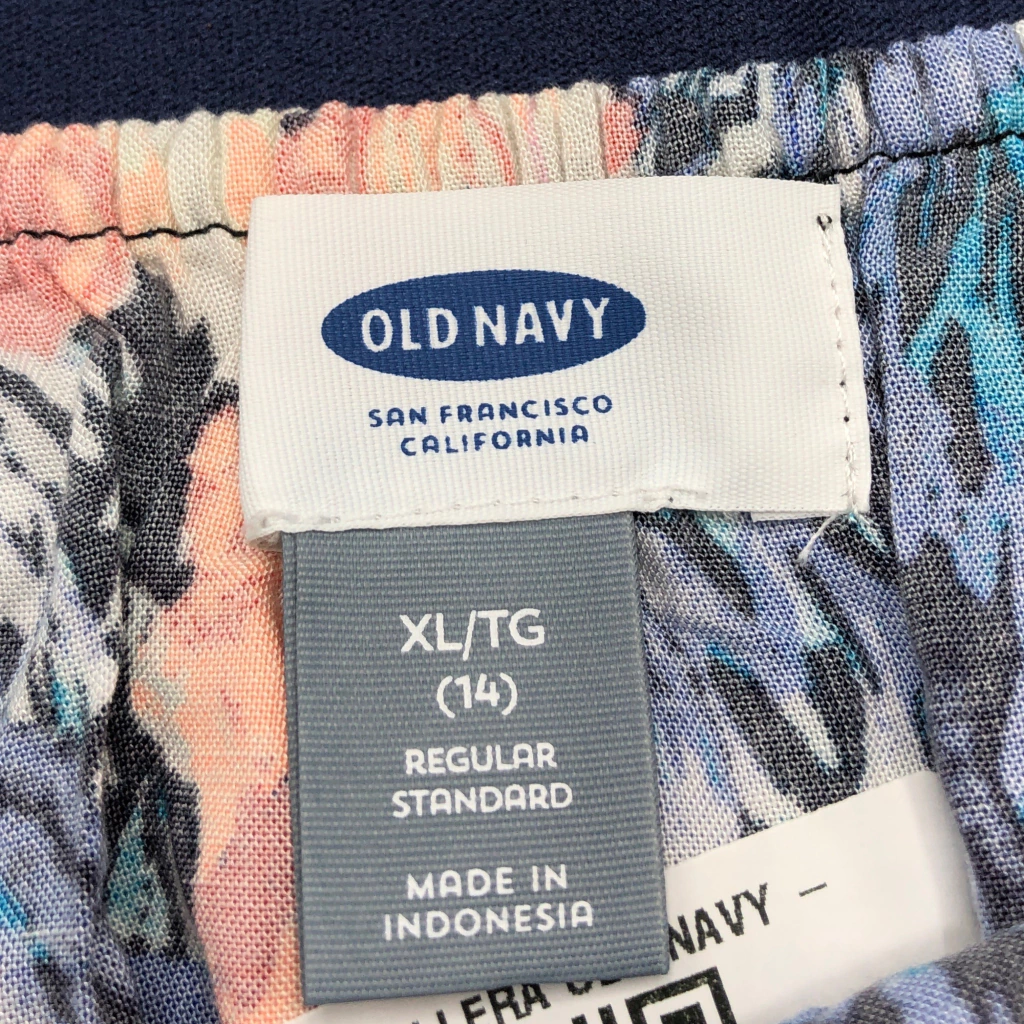 OLD NAVY
SAN FRANCISCO
CALIFORNIA
XL/TG
(14)
REGULAR
STANDARD
MADE IN
INDONESIA
NAVY –